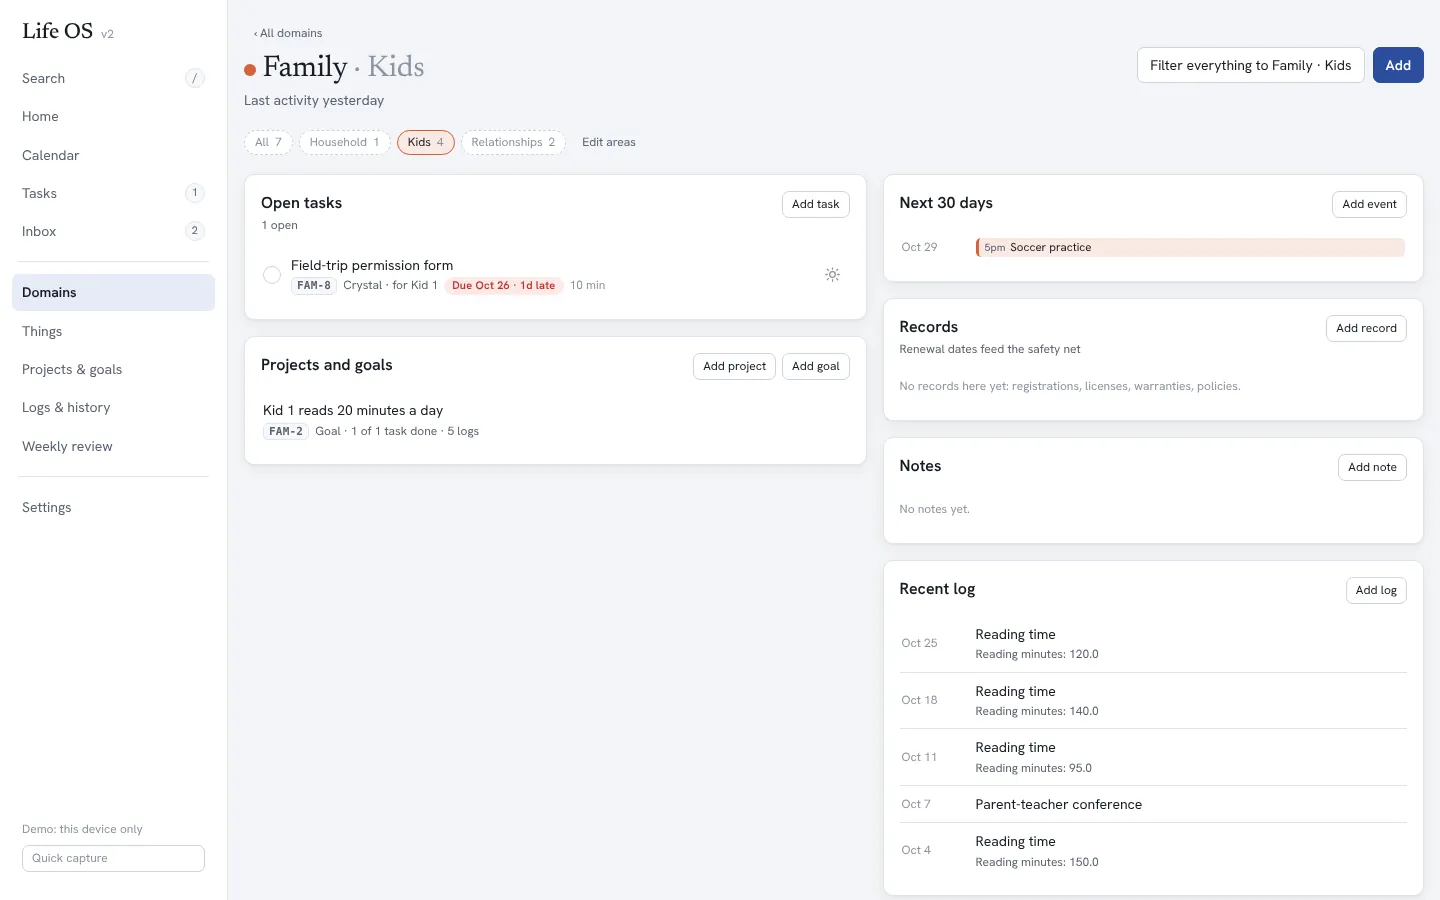 Life OS v2
Search /
Home
Calendar
Tasks 1
Inbox 2
Domains
Things
Projects & goals
Logs & history
Weekly review
Settings
Demo: this device only
Quick capture
‹ All domains
Family · Kids
Last activity yesterday
Filter everything to Family · Kids
Add
All 7
Household 1
Kids 4
Relationships 2
Edit areas
Open tasks
Add task
1 open
Field-trip permission form
FAM-8 Crystal · for Kid 1 Due Oct 26 · 1d late 10 min
Projects and goals
Add project
Add goal
Kid 1 reads 20 minutes a day
FAM-2 Goal · 1 of 1 task done · 5 logs
Next 30 days
Add event
Oct 29 5pm Soccer practice
Records
Add record
Renewal dates feed the safety net
No records here yet: registrations, licenses, warranties, policies.
Notes
Add note
No notes yet.
Recent log
Add log
Oct 25 Reading time
Reading minutes: 120.0
Oct 18 Reading time
Reading minutes: 140.0
Oct 11 Reading time
Reading minutes: 95.0
Oct 7 Parent-teacher conference
Oct 4 Reading time
Reading minutes: 150.0